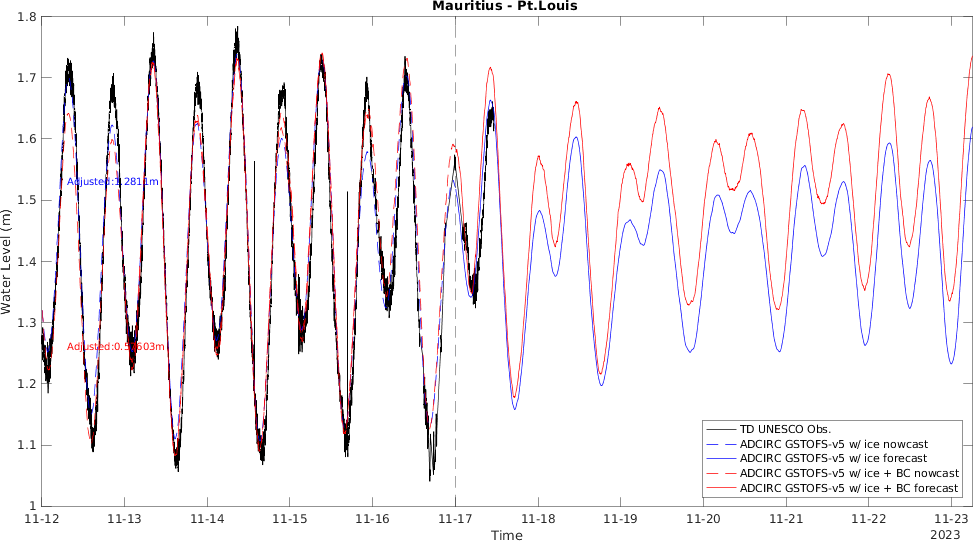 Mauritius - Pt.Louis
1.8
1.7
1.6
1.5
1.4
1.3
1.2
1.1
1
Water Level (m)
Adjusted:1.2811m
TD UNESCO Obs.
ADCIRC GSTOFS-v5 w/ ice nowcast
ADCIRC GSTOFS-v5 w/ ice forecast
ADCIRC GSTOFS-v5 w/ ice + BC nowcast
ADCIRC GSTOFS-v5 w/ ice + BC forecast
11-12 11-13 11-14 11-15 11-16 11-17 11-18 11-19 11-20 11-21 11-22 11-23
Time
2023